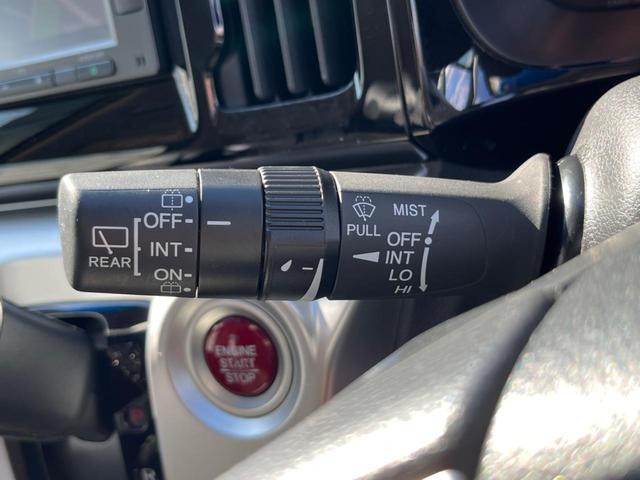 OFF
INT
REAR
ON
PULL
MIST
OFF
INT
LO
HI
ENGINE
START
STOP
R